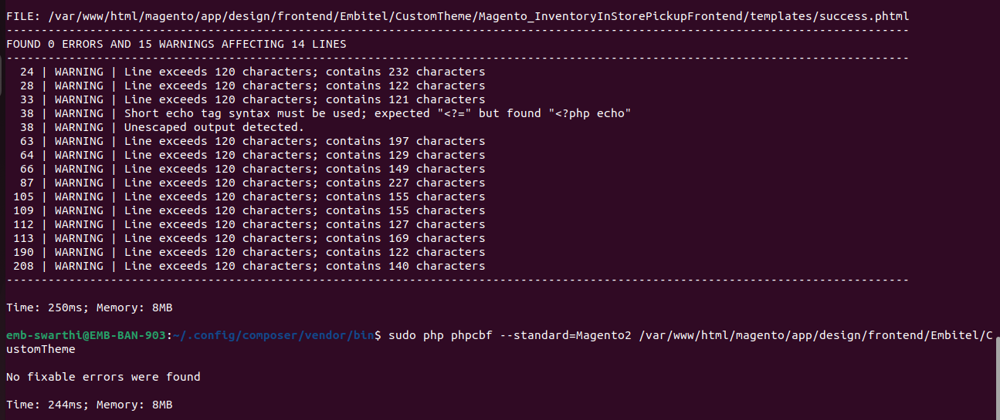 FILE: /var/www/html/magento/app/design/frontend/Embitel/CustomTheme/Magento_InventoryInStorePickupFrontend/templates/success.phtml
----------------------------------------------------------------------------------------------------------------------------------
FOUND 0 ERRORS AND 15 WARNINGS AFFECTING 14 LINES
----------------------------------------------------------------------------------------------------------------------------------
  24 | WARNING | Line exceeds 120 characters; contains 232 characters
  28 | WARNING | Line exceeds 120 characters; contains 122 characters
  33 | WARNING | Line exceeds 120 characters; contains 121 characters
  38 | WARNING | Short echo tag syntax must be used; expected "<?=" but found "<?php echo"
  38 | WARNING | Unescaped output detected.
  63 | WARNING | Line exceeds 120 characters; contains 197 characters
  64 | WARNING | Line exceeds 120 characters; contains 129 characters
  66 | WARNING | Line exceeds 120 characters; contains 149 characters
  87 | WARNING | Line exceeds 120 characters; contains 227 characters
 105 | WARNING | Line exceeds 120 characters; contains 155 characters
 109 | WARNING | Line exceeds 120 characters; contains 155 characters
 112 | WARNING | Line exceeds 120 characters; contains 127 characters
 113 | WARNING | Line exceeds 120 characters; contains 169 characters
 190 | WARNING | Line exceeds 120 characters; contains 122 characters
 208 | WARNING | Line exceeds 120 characters; contains 140 characters
----------------------------------------------------------------------------------------------------------------------------------
Time: 250ms; Memory: 8MB
emb-swarthi@EMB-BAN-903:~/.config/composer/vendor/bin$ sudo php phpcbf --standard=Magento2 /var/www/html/magento/app/design/frontend/Embitel/C
ustomTheme
No fixable errors were found
Time: 244ms; Memory: 8MB